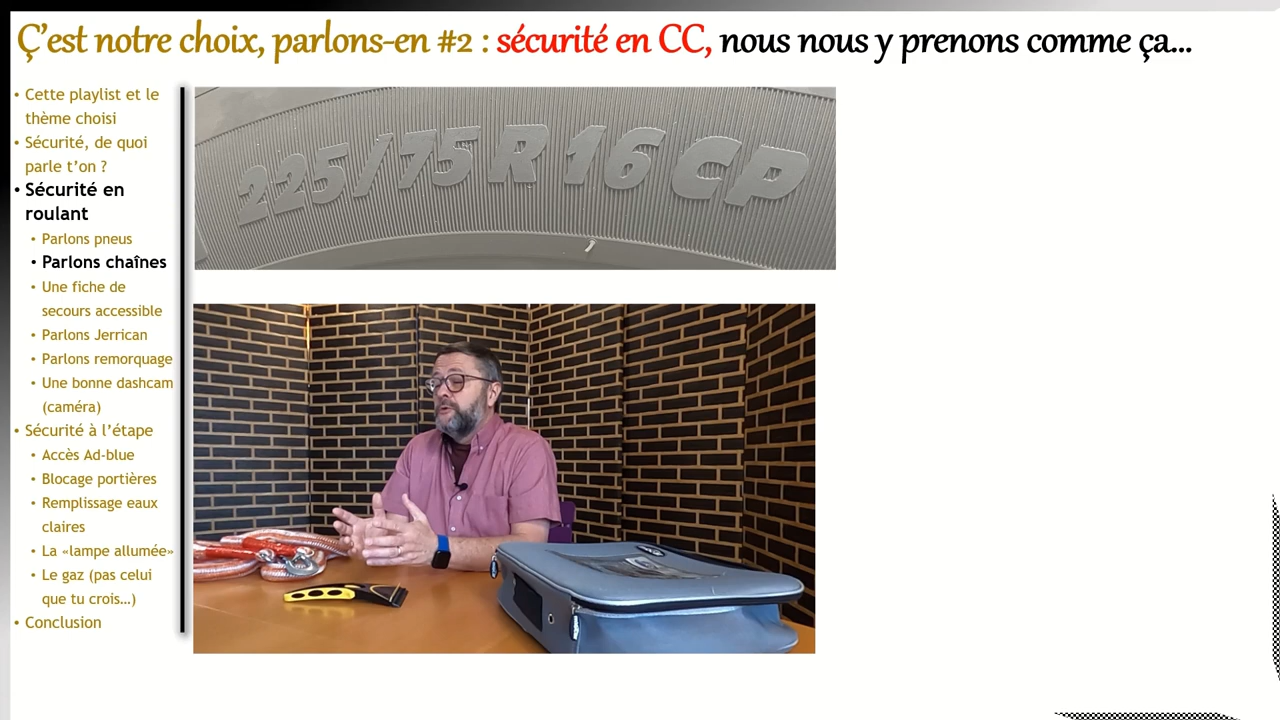 Ç'est notre choix, parlons-en #2 : sécurité en CC, nous nous y prenons comme ça...
• Cette playlist et le
thème choisi
• Sécurité, de quoi
parle t'on ?
• Sécurité en
roulant
• Parlons pneus
• Parlons chaînes
• Une fiche de
secours accessible
• Parlons Jerrican
• Parlons remorquage
• Une bonne dashcam
(caméra)
• Sécurité à l'étape
• Accès Ad-blue
• Blocage portières
• Remplissage eaux
claires
• La «lampe allumée»
• Le gaz (pas celui
que tu crois…)
• Conclusion
225/75 R 16 CP